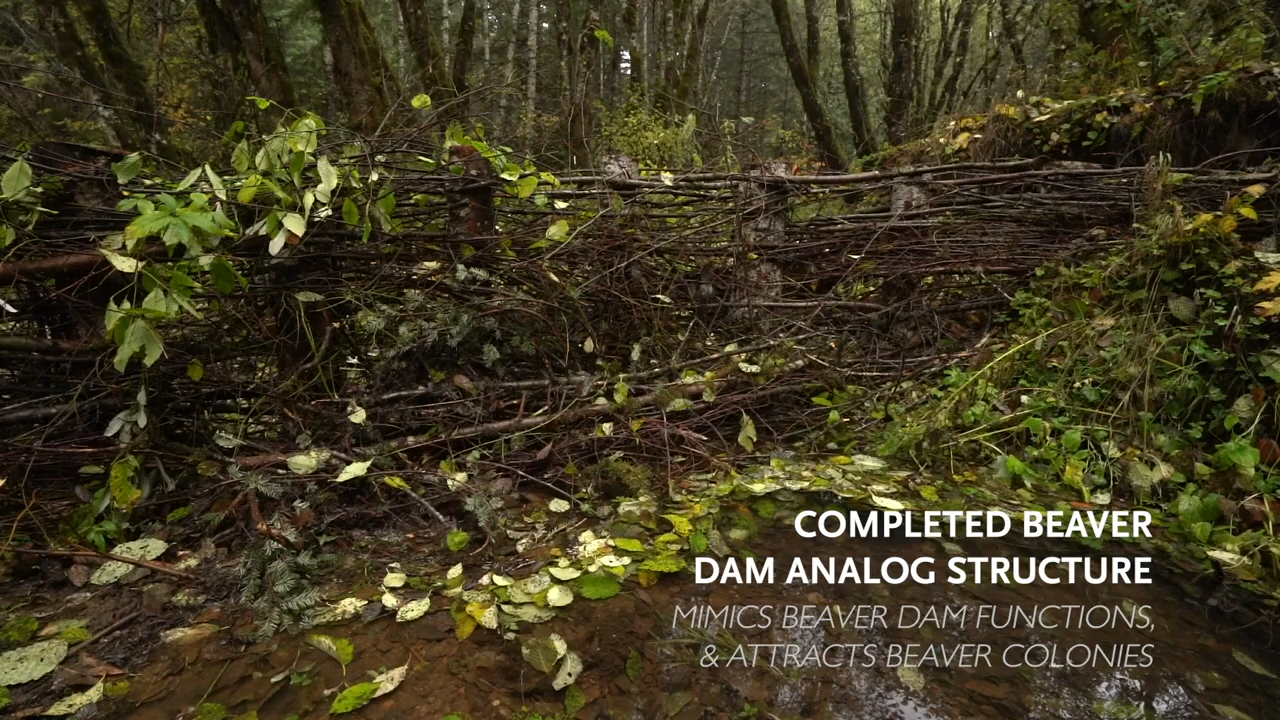 COMPLETED BEAVER
DAM ANALOG STRUCTURE
MIMICS BEAVER DAM FUNCTIONS,
& ATTRACTS BEAVER COLONIES